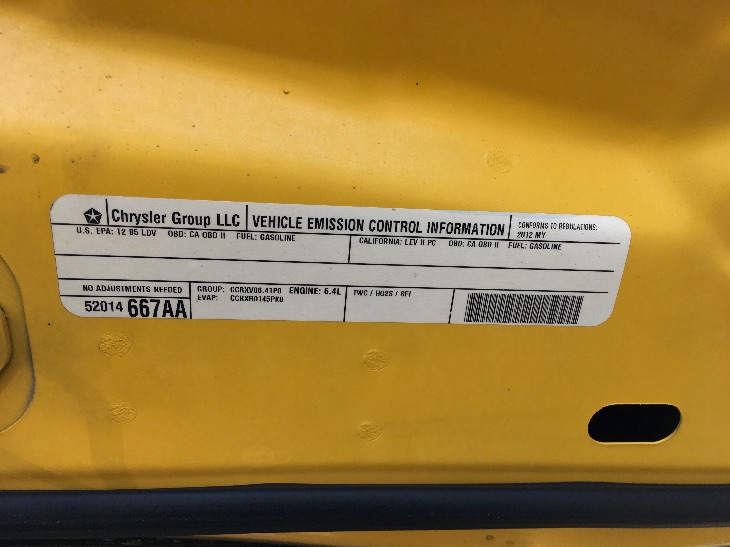 Chrysler Group LLC VEHICLE EMISSION CONTROL INFORMATION CONFORMS TO REGULATIONS:
2012 MY
U.S. EPA: T2 B5 LDV OBD: CA OBD II FUEL: GASOLINE CALIFORNIA: LEV II PC OBD: CA OBD II FUEL: GASOLINE
NO ADJUSTMENTS NEEDED
52014 667AA
GROUP: CCRXV06.41P0 ENGINE: 6.4L
EVAP: CCRXR0145PK0
TWC / HO2S / SFI